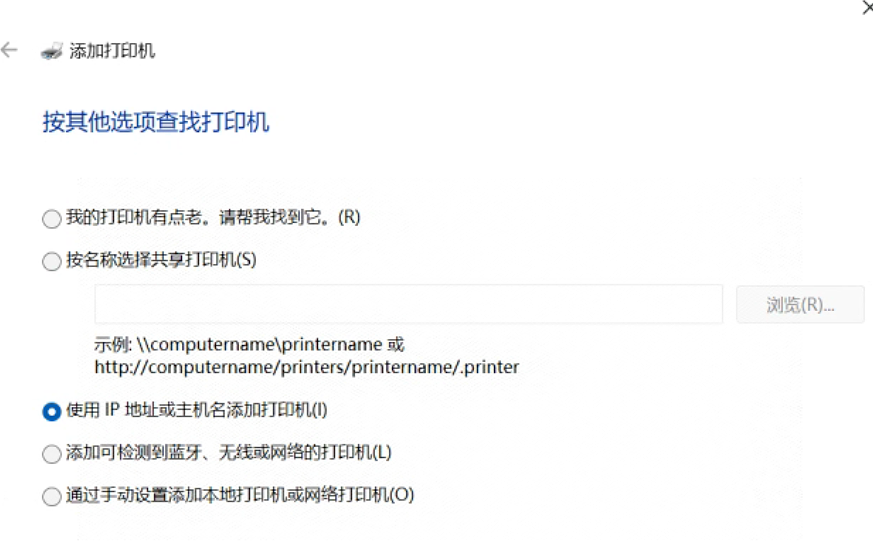 添加打印机
按其他选项查找打印机
我的打印机有点老。请帮我找到它。(R)
按名称选择共享打印机(S)
浏览(R)...
示例: \\computername\printername 或
http://computername/printers/printername/.printer
使用 IP 地址或主机名添加打印机(I)
添加可检测到蓝牙、无线或网络的打印机(L)
通过手动设置添加本地打印机或网络打印机(O)